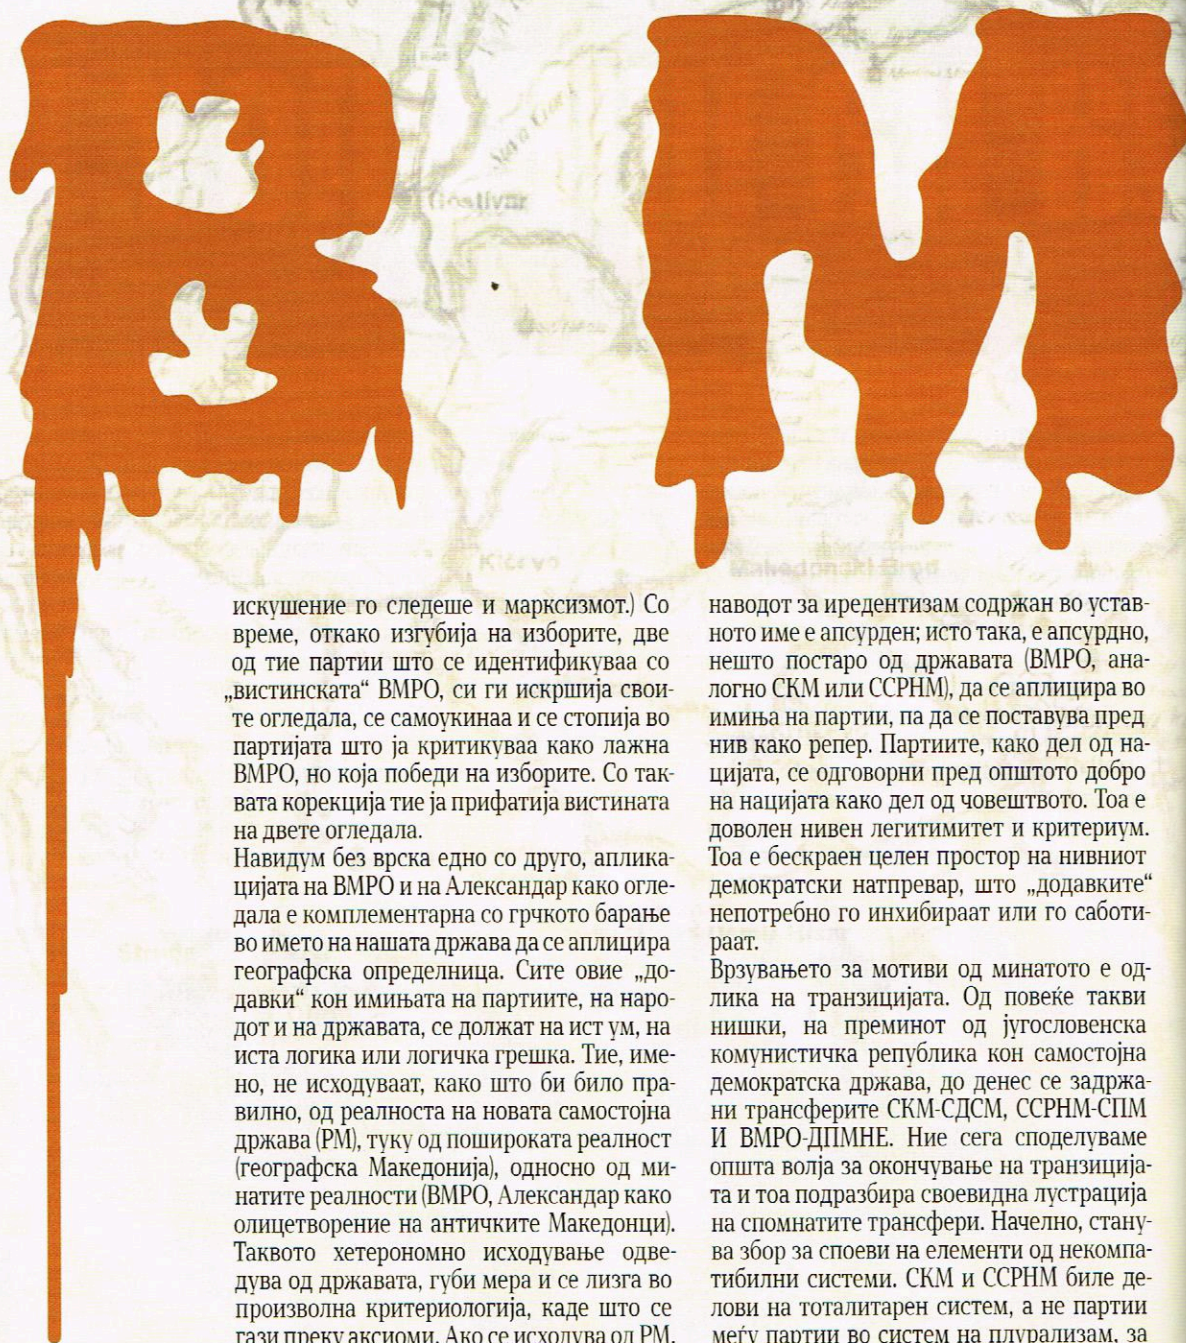 ВМ
искушение го следеше и марксизмот.) Со
време, откако изгубија на изборите, две
од тие партии што се идентификуваа со
„вистинската“ ВМРО, си ги искршија свои-
те огледала, се самоукинаа и се стопија во
партијата што ја критикуваа како лажна
ВМРО, но која победи на изборите. Со так-
вата корекција тие ја прифатија вистината
на двете огледала.
Навидум без врска едно со друго, аплика-
цијата на ВМРО и на Александар како огле-
дала е комплементарна со грчкото барање
во името на нашата држава да се аплицира
географска определница. Сите овие „до-
давки“ кон имињата на партиите, на наро-
дот и на државата, се должат на ист ум, на
иста логика или логичка грешка. Тие, име-
но, не исходуваат, како што би било пра-
вилно, од реалноста на новата самостојна
држава (РМ), туку од пошироката реалност
(географска Македонија), односно од ми-
натите реалности (ВМРО, Александар како
олицетворение на античките Македонци).
Таквото хетерономно исходување одве-
дува од државата, губи мера и се лизга во
произволна критериологија, каде што се
гази преку аксиоми. Ако се исходува од РМ,
наводот за иредентизам содржан во устав-
ното име е апсурден; исто така, е апсурдно,
нешто постаро од државата (ВМРО, ана-
логно СКМ или ССРНМ), да се аплицира во
имиња на партии, па да се поставува пред
нив како репер. Партиите, како дел од на-
цијата, се одговорни пред општото добро
на нацијата како дел од човештвото. Тоа е
доволен нивен легитимитет и критериум.
Тоа е бескраен целен простор на нивниот
демократски натпревар, што „додавките“
непотребно го инхибираат или го саботи-
раат.
Врзувањето за мотиви од минатото е од-
лика на транзицијата. Од повеќе такви
нишки, на преминот од југословенска
комунистичка република кон самостојна
демократска држава, до денес се задржа-
ни трансферите СКМ-СДСМ, ССРНМ-СПМ
И ВМРО-ДПМНЕ. Ние сега споделуваме
општа волја за окончување на транзиција-
та и тоа подразбира своевидна лустрација
на спомнатите трансфери. Начелно, стану-
ва збор за споеви на елементи од некомпа-
тибилни системи. СКМ и ССРНМ биле де-
лови на тоталитарен систем, а не партии
меѓу партии во систем на плурализам, за
Gostivar